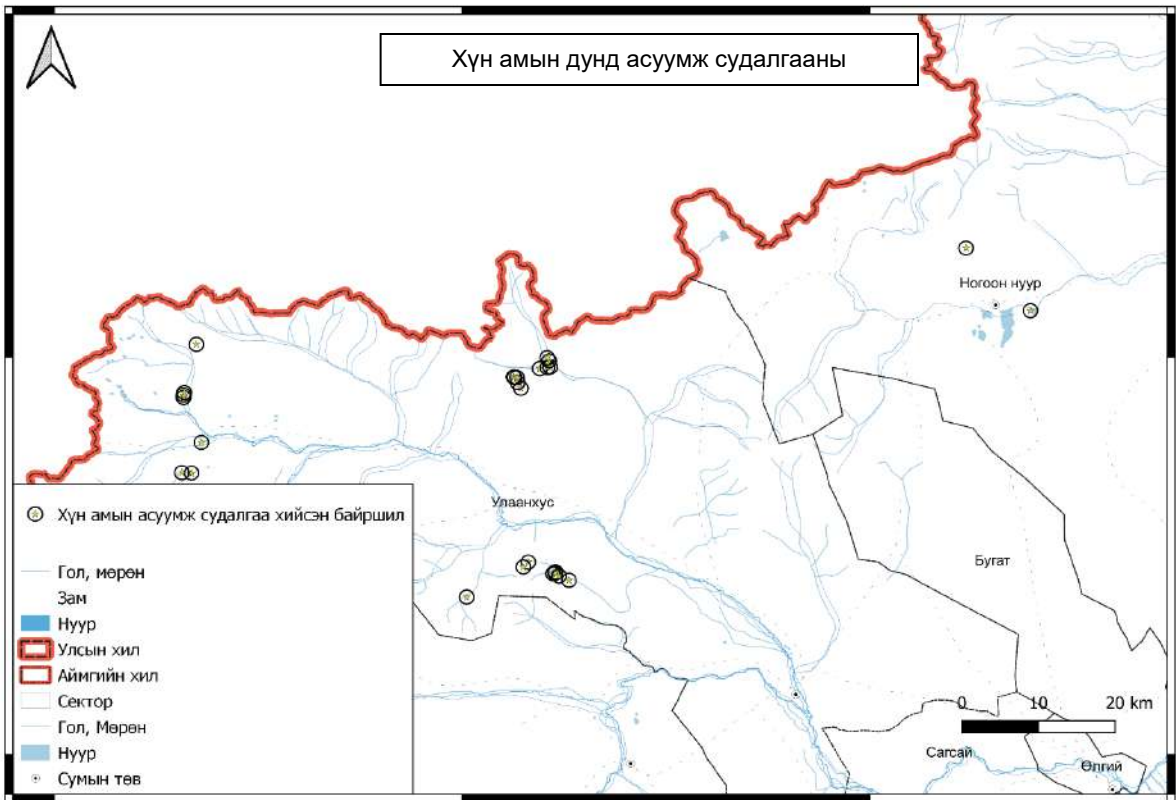 Хүн амын дунд асуумж судалгааны
Ногоон нуур
Улаанхус
Хүн амын асуумж судалгаа хийсэн байршил
Гол, мөрөн
Зам
Нуур
Улсын хил
Аймгийн хил
Сектор
Гол, Мөрөн
Нуур
Сумын төв
Бугат
0 10 20 km
Сагсай
Өлгий